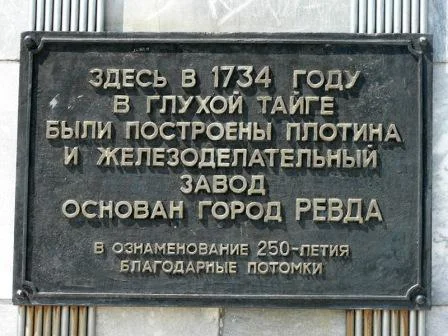 ЗДЕСЬ В 1734 ГОДУ
В ГЛУХОЙ ТАЙГЕ
БЫЛИ ПОСТРОЕНЫ ПЛОТИНА
И ЖЕЛЕЗОДЕЛАТЕЛЬНЫЙ
ЗАВОД
ОСНОВАН ГОРОД РЕВДА
В ОЗНАМЕНОВАНИЕ 250-ЛЕТИЯ
БЛАГОДАРНЫЕ ПОТОМКИ